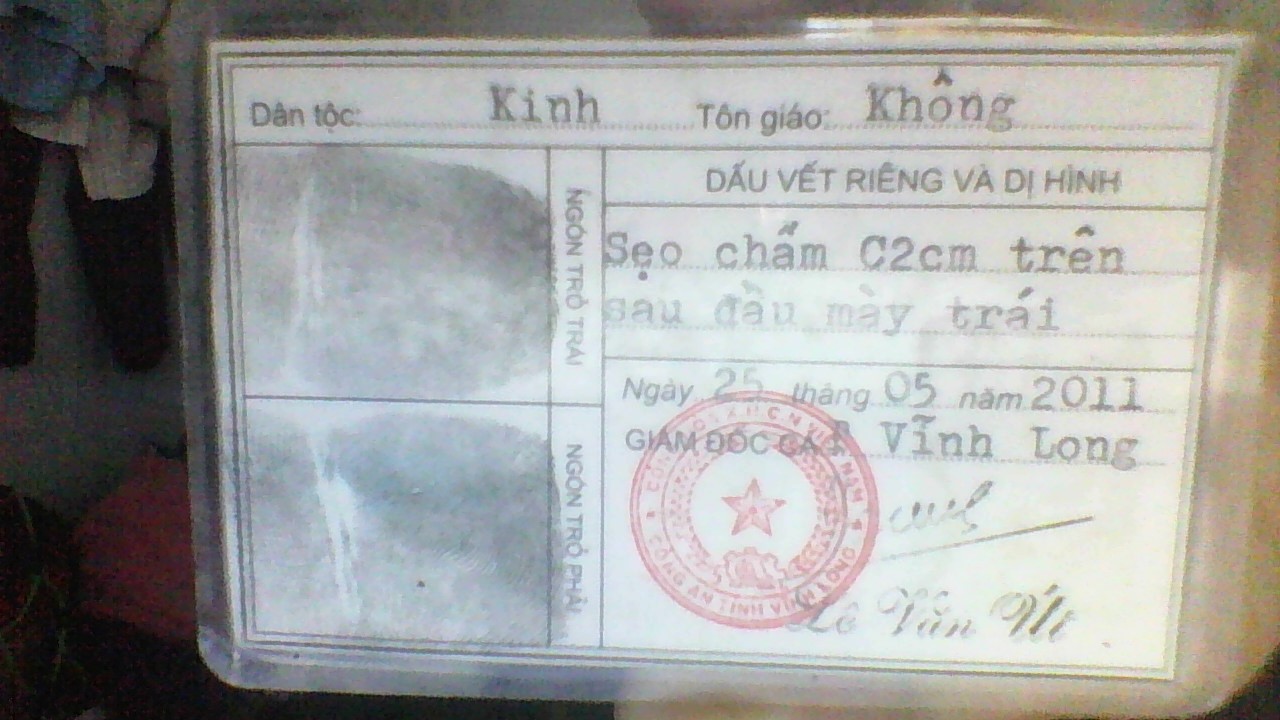 Dân tộc: Kinh Tôn giáo: Không
NGÓN TRỎ TRÁI
NGÓN TRỎ PHẢI
DẤU VẾT RIÊNG VÀ DỊ HÌNH
Sẹo chấm C2cm trên
sau đầu mày trái
Ngày 25 tháng 05 năm 2011
GIÁM ĐỐC CA Vĩnh Long
CÔNG AN TỈNH VĨNH LONG
Lê Văn Út